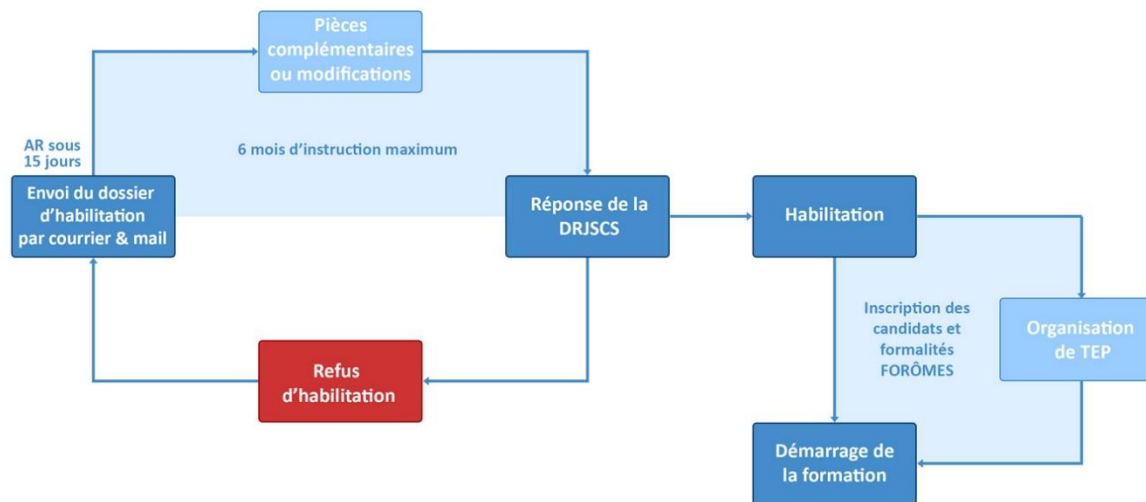 Pièces
complémentaires
ou modifications
AR sous
15 jours
6 mois d'instruction maximum
Envoi du dossier
d'habilitation
par courrier & mail
Réponse de la
DRJSCS
Habilitation
Inscription des
candidats et
formalités
FORÔMES
Organisation
de TEP
Refus
d'habilitation
Démarrage de
la formation